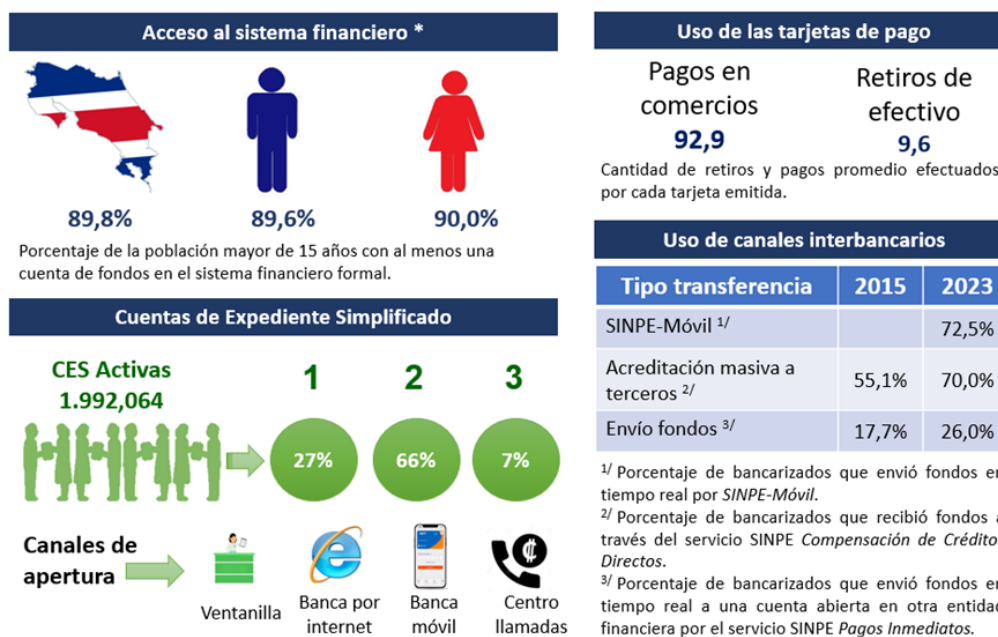 Acceso al sistema financiero *
89,8%
89,6%
90,0%
Porcentaje de la población mayor de 15 años con al menos una
cuenta de fondos en el sistema financiero formal.
Cuentas de Expediente Simplificado
CES Activas
1.992,064
1
2
3
27%
66%
7%
Canales de
apertura
Ventanilla
Banca por
internet
Banca
móvil
Centro
llamadas
Uso de las tarjetas de pago
Pagos en
comercios
92,9
Retiros de
efectivo
9,6
Cantidad de retiros y pagos promedio efectuados
por cada tarjeta emitida.
Uso de canales interbancarios
Tipo transferencia 2015 2023
SINPE-Móvil 1/ 72,5%
Acreditación masiva a
terceros 2/ 55,1% 70,0%
Envío fondos 3/ 17,7% 26,0%
1/ Porcentaje de bancarizados que envió fondos en
tiempo real por SINPE-Móvil.
2/ Porcentaje de bancarizados que recibió fondos a
través del servicio SINPE Compensación de Créditos
Directos.
3/ Porcentaje de bancarizados que envió fondos en
tiempo real a una cuenta abierta en otra entidad
financiera por el servicio SINPE Pagos Inmediatos.